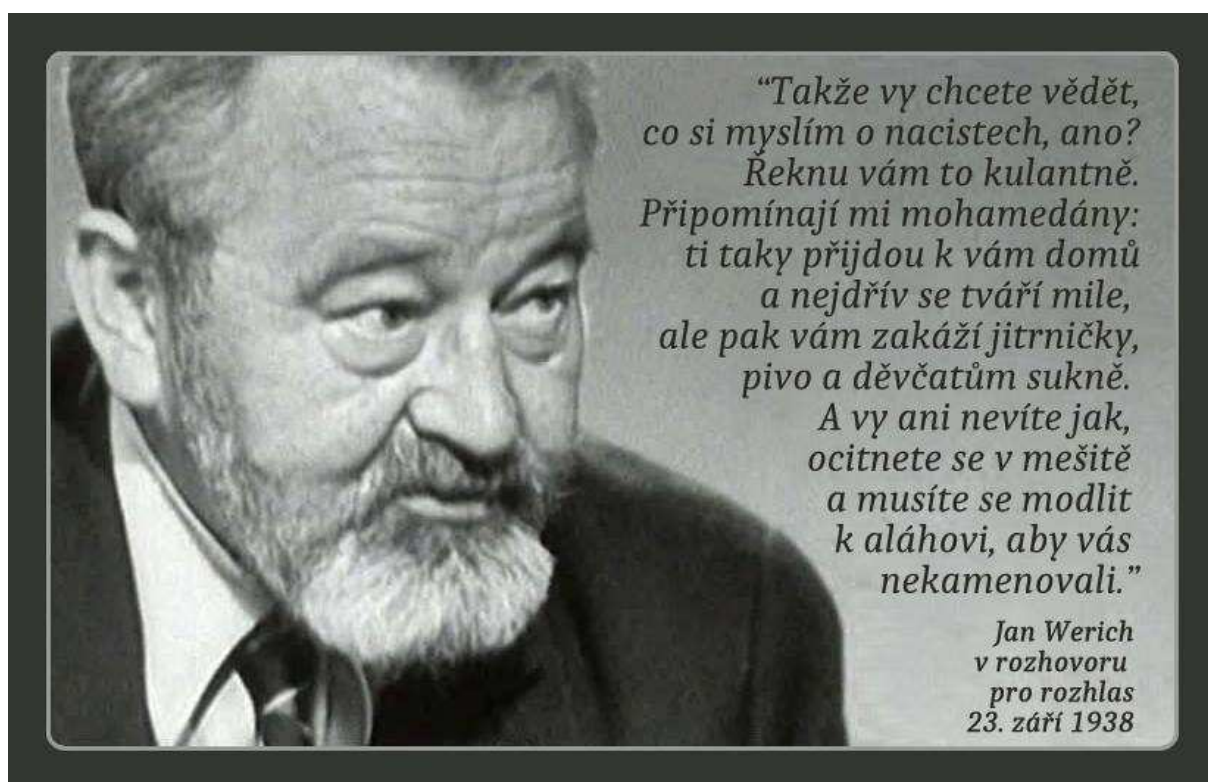 “Takže vy chcete vědět,
co si myslím o nacistech, ano?
Řeknu vám to kulantně.
Připomínají mi mohamedány:
ti taky přijdou k vám domů
a nejdřív se tváří mile,
ale pak vám zakáží jitrničky,
pivo a děvčatům sukně.
A vy ani nevíte jak,
ocitnete se v mešitě
a musíte se modlit
k aláhovi, aby vás
nekamenovali.”
Jan Werich
v rozhovoru
pro rozhlas
23. září 1938